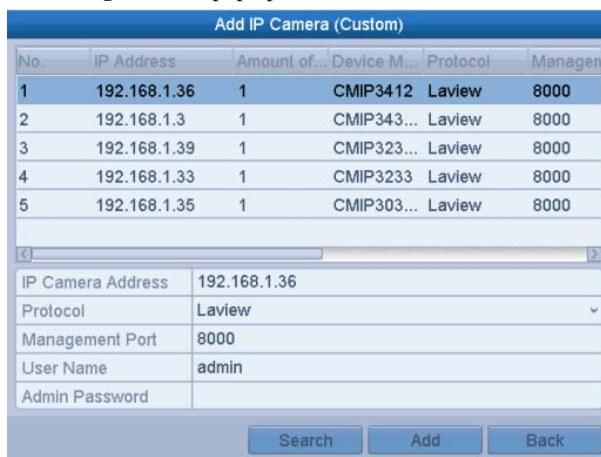 Add IP Camera (Custom)
No. IP Address Amount of... Device M... Protocol Managem
1 192.168.1.36 1 CMIP3412 Laview 8000
2 192.168.1.3 1 CMIP343... Laview 8000
3 192.168.1.39 1 CMIP323... Laview 8000
4 192.168.1.33 1 CMIP3233 Laview 8000
5 192.168.1.35 1 CMIP303... Laview 8000
IP Camera Address 192.168.1.36
Protocol Laview
Management Port 8000
User Name admin
Admin Password
Search Add Back